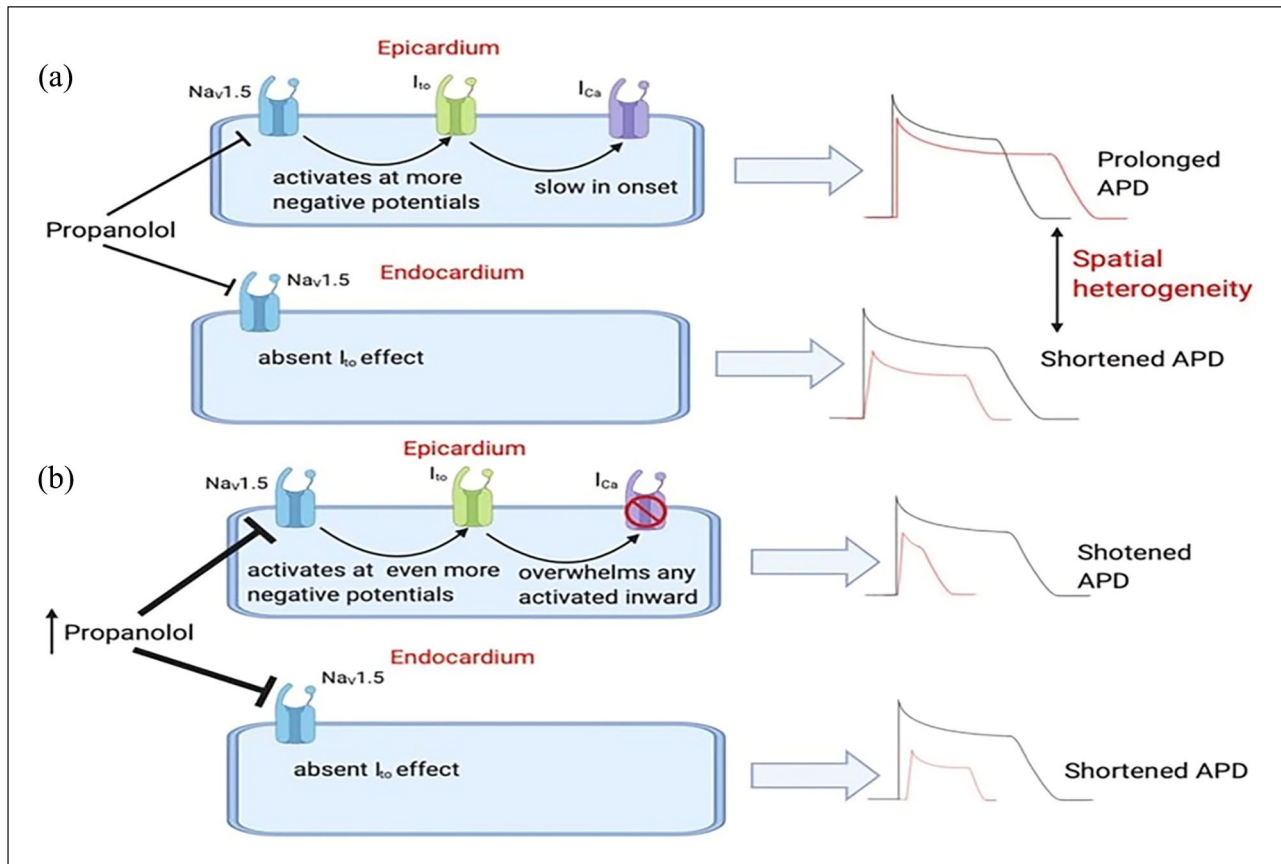 (a)
Epicardium
Nav1.5
Ito
ICa
activates at more
negative potentials
slow in onset
Prolonged
APD
Propanolol
Spatial
heterogeneity
Endocardium
Nav1.5
absent Ito effect
Shortened APD
(b)
Epicardium
Nav1.5
Ito
ICa
activates at even more
negative potentials
overwhelms any
activated inward
Shotened
APD
Propanolol
Endocardium
Nav1.5
absent Ito effect
Shortened APD